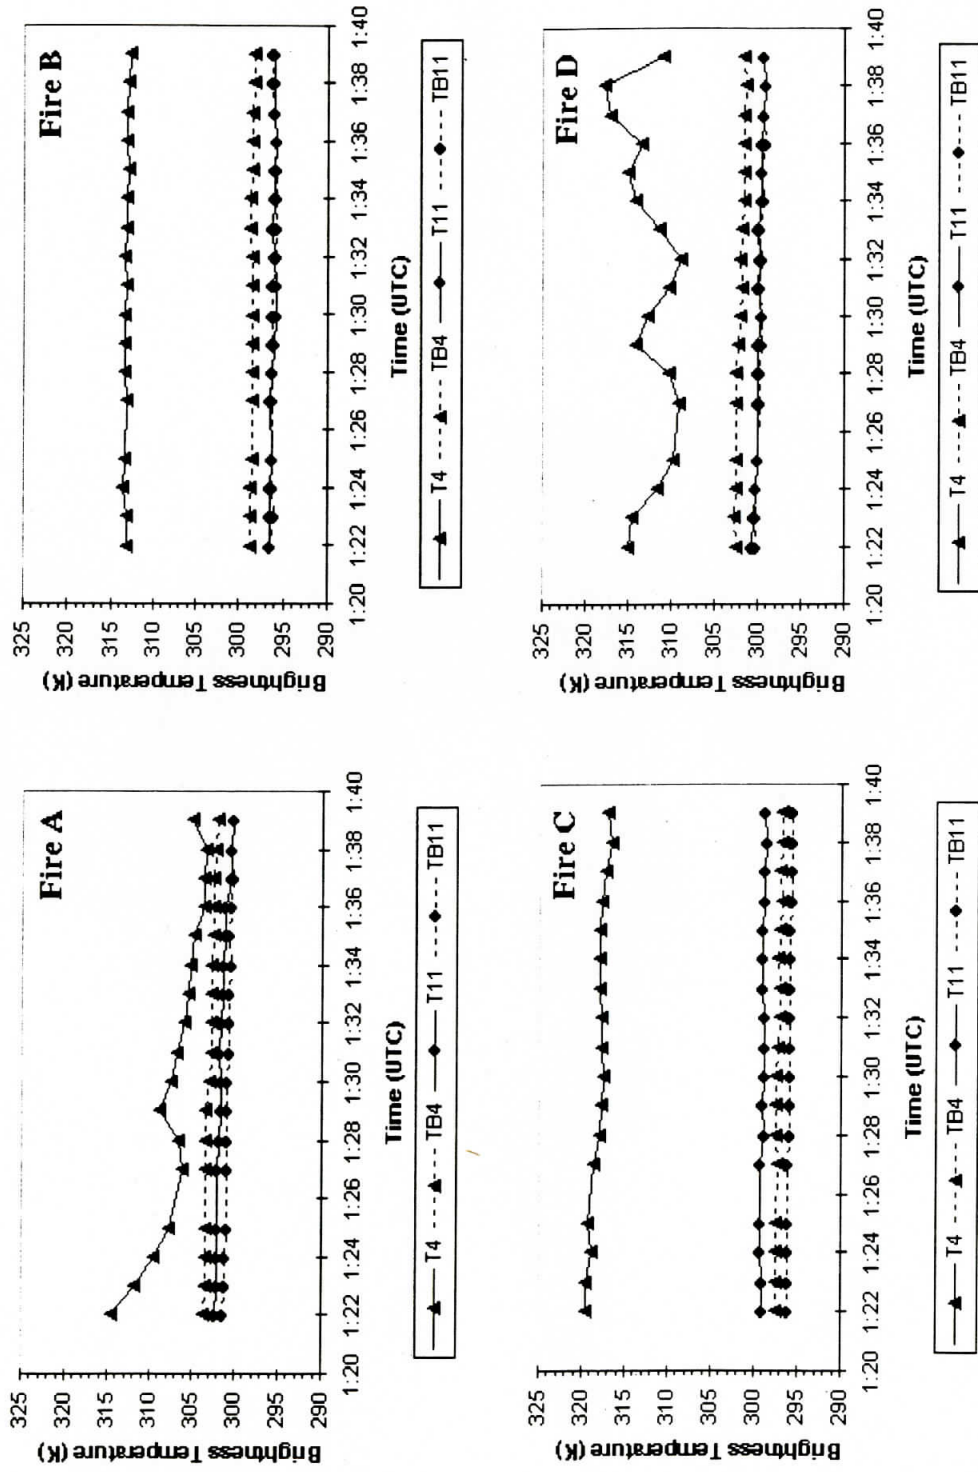 Fire A
Brightness Temperature (K)
325
320
315
310
305
300
295
290
1:20 1:22 1:24 1:26 1:28 1:30 1:32 1:34 1:36 1:38 1:40
Time (UTC)
T4 TB4 T11 TB11
Fire B
Brightness Temperature (K)
325
320
315
310
305
300
295
290
1:20 1:22 1:24 1:26 1:28 1:30 1:32 1:34 1:36 1:38 1:40
Time (UTC)
T4 TB4 T11 TB11
Fire C
Brightness Temperature (K)
325
320
315
310
305
300
295
290
1:20 1:22 1:24 1:26 1:28 1:30 1:32 1:34 1:36 1:38 1:40
Time (UTC)
T4 TB4 T11 TB11
Fire D
Brightness Temperature (K)
325
320
315
310
305
300
295
290
1:20 1:22 1:24 1:26 1:28 1:30 1:32 1:34 1:36 1:38 1:40
Time (UTC)
T4 TB4 T11 TB11